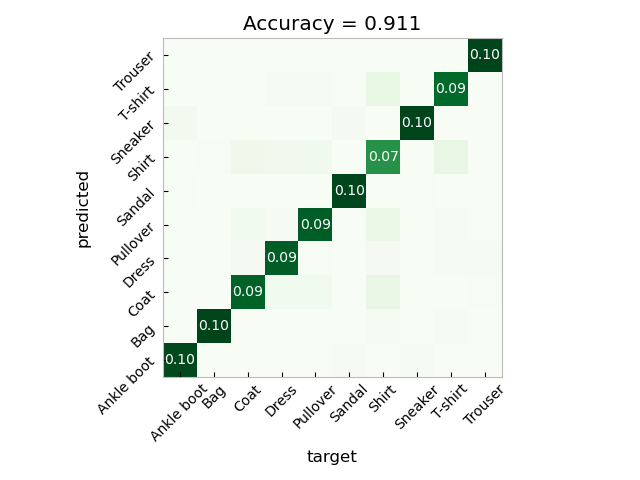 Accuracy = 0.911
Trouser
0.10
T-shirt
0.09
Sneaker
0.10
Shirt
0.07
Sandal
0.10
Pullover
0.09
Dress
0.09
Coat
0.09
Bag
0.10
Ankle boot
0.10
predicted
Ankle boot
Bag
Coat
Dress
Pullover
Sandal
Shirt
Sneaker
T-shirt
Trouser
target